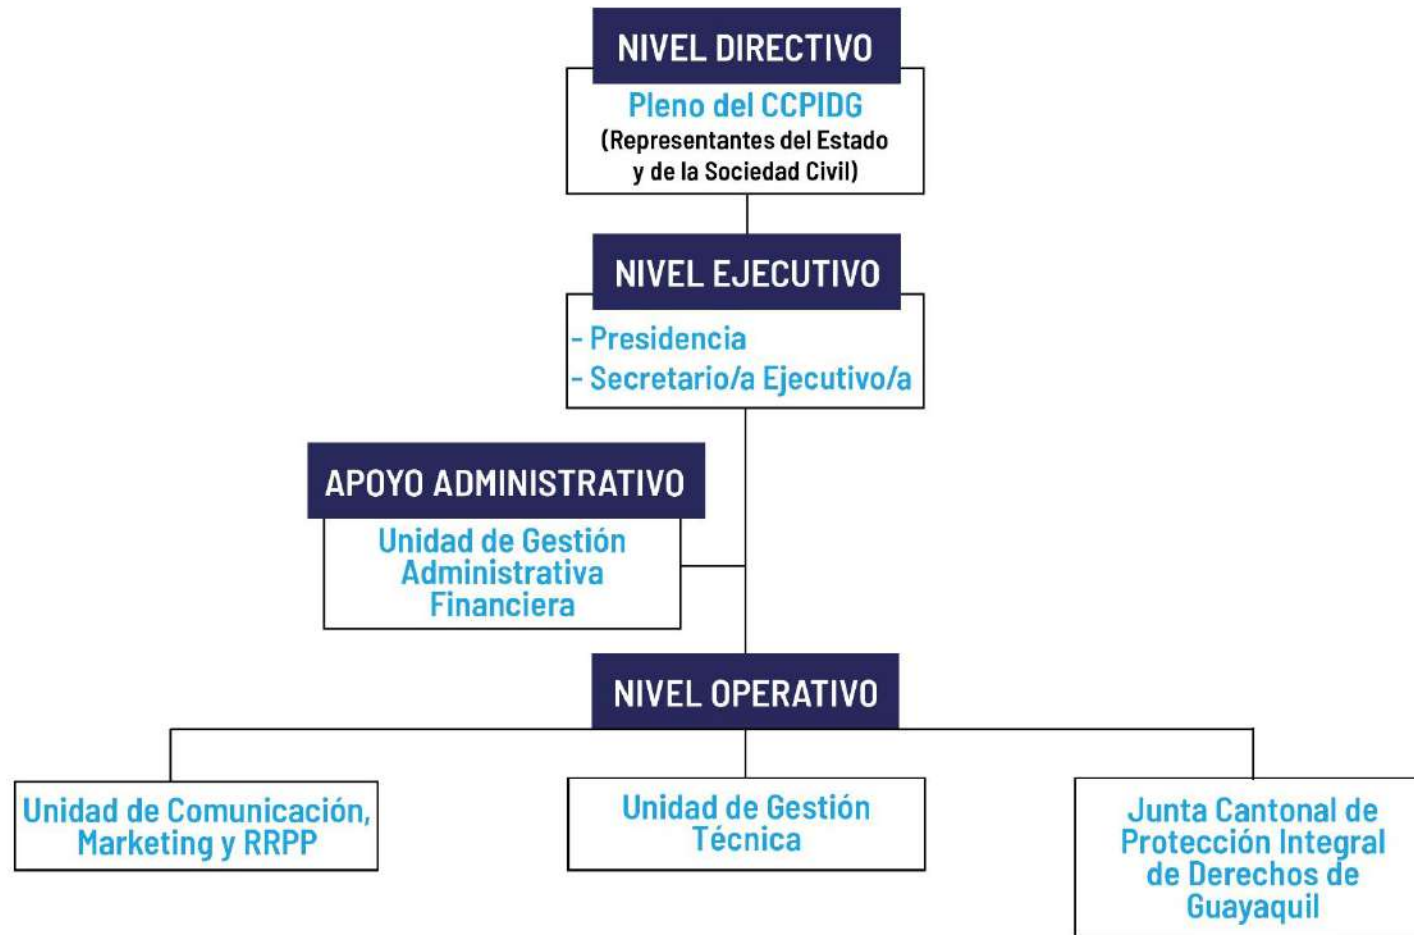 NIVEL DIRECTIVO
Pleno del CCPIDG
(Representantes del Estado
y de la Sociedad Civil)
NIVEL EJECUTIVO
- Presidencia
- Secretario/a Ejecutivo/a
APOYO ADMINISTRATIVO
Unidad de Gestión
Administrativa
Financiera
NIVEL OPERATIVO
Unidad de Comunicación,
Marketing y RRPP
Unidad de Gestión
Técnica
Junta Cantonal de
Protección Integral
de Derechos de
Guayaquil